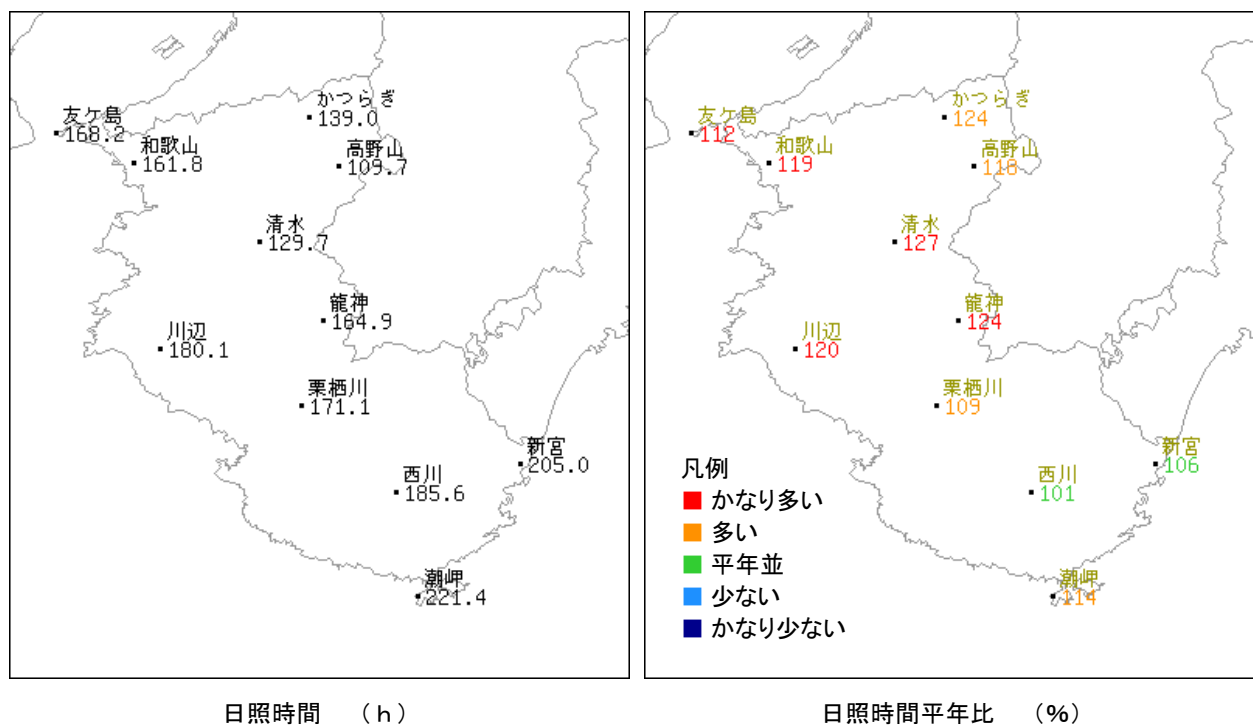 友ケ島
168.2
和歌山
161.8
かつらぎ
139.0
高野山
109.7
清水
129.7
龍神
164.9
川辺
180.1
栗栖川
171.1
新宮
205.0
西川
185.6
潮岬
221.4
日照時間 （h）
友ケ島
112
和歌山
119
かつらぎ
124
高野山
118
清水
127
龍神
124
川辺
120
栗栖川
109
新宮
106
西川
101
潮岬
114
凡例
かなり多い
多い
平年並
少ない
かなり少ない
日照時間平年比 （%）